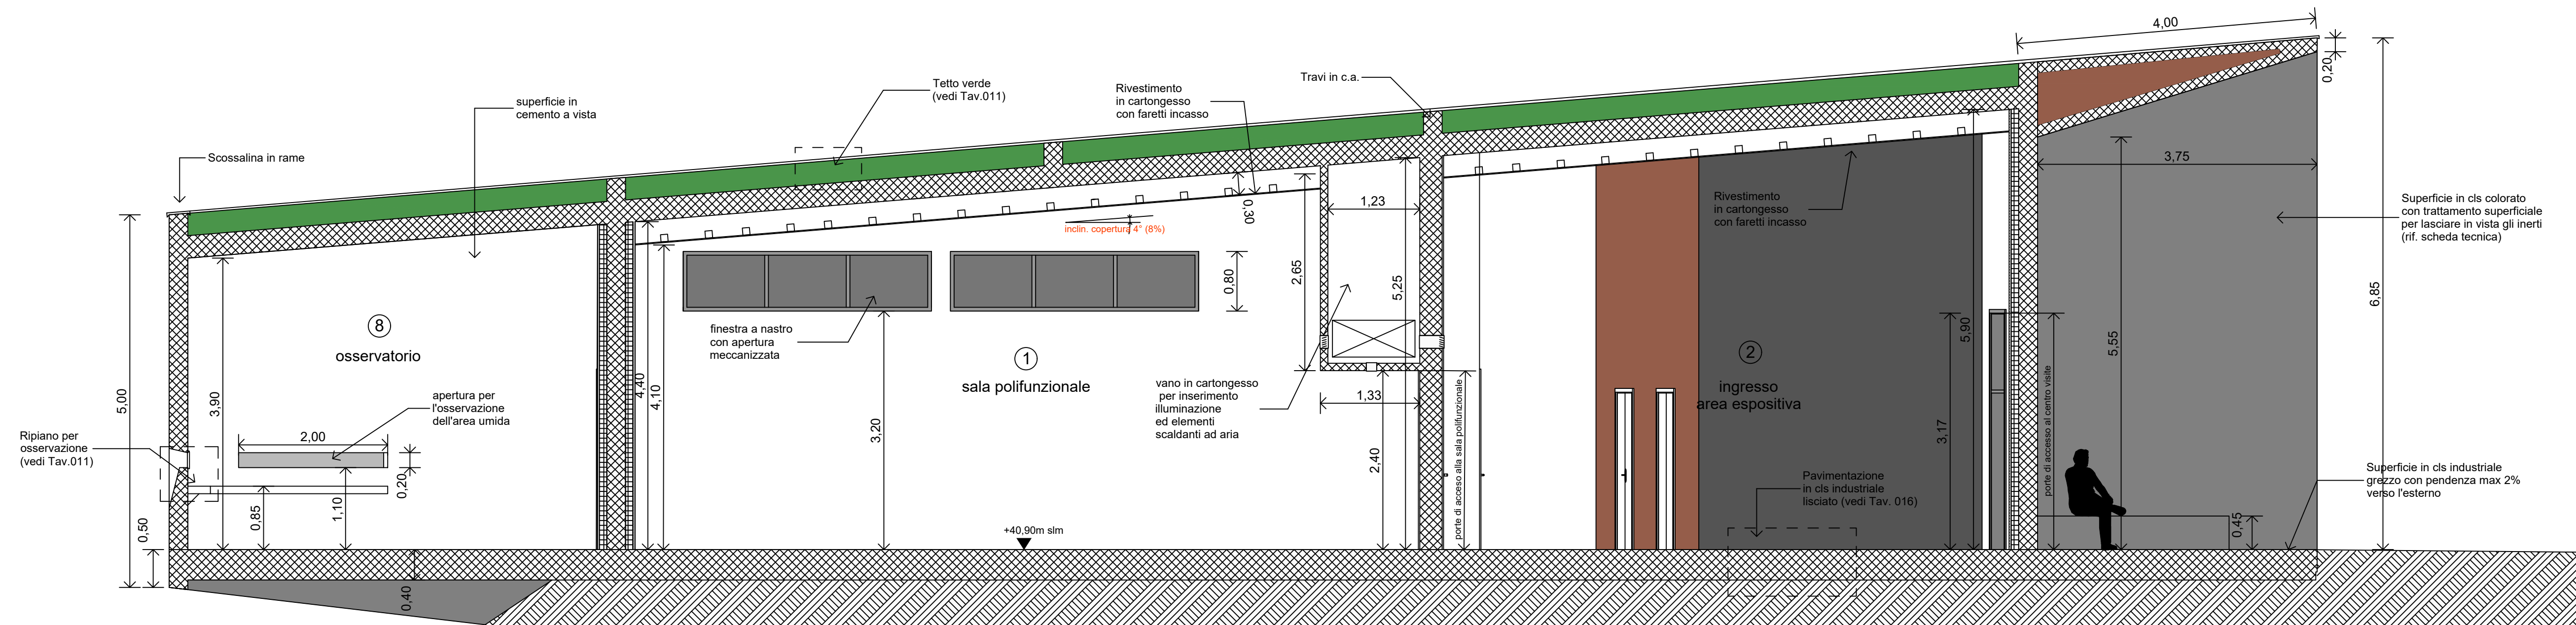 4,00
0,20
Tetto verde
(vedi Tav.011)
Travi in c.a.
Rivestimento
in cartongesso
con faretti incasso
superficie in
cemento a vista
Scossalina in rame
3,75
Rivestimento
in cartongesso
con faretti incasso
Superficie in cls colorato
con trattamento superficiale
per lasciare in vista gli inerti
(rif. scheda tecnica)
0,30
1,23
inclin. copertura 4° (8%)
2,65
0,80
5,25
6,85
8
osservatorio
finestra a nastro
con apertura
meccanizzata
1
sala polifunzionale
2
ingresso
area espositiva
5,90
5,55
5,00
3,90
4,40
4,10
apertura per
l'osservazione
dell'area umida
vano in cartongesso
per inserimento
illuminazione
ed elementi
scaldanti ad aria
1,33
3,20
2,40
porte di acceso alla sala polifunzionale
3,17
porte di accesso al centro visite
Ripiano per
osservazione
(vedi Tav.011)
2,00
0,20
0,85
1,10
0,50
0,40
+40,90m slm
Pavimentazione
in cls industriale
lisciato (vedi Tav. 016)
0,45
Superficie in cls industriale
grezzo con pendenza max 2%
verso l'esterno